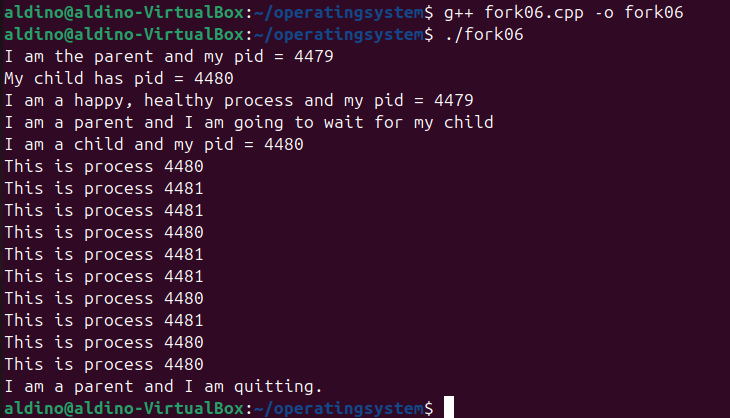 aldino@aldino-VirtualBox:~/operatingsystem$ g++ fork06.cpp -o fork06
aldino@aldino-VirtualBox:~/operatingsystem$ ./fork06
I am the parent and my pid = 4479
My child has pid = 4480
I am a happy, healthy process and my pid = 4479
I am a parent and I am going to wait for my child
I am a child and my pid = 4480
This is process 4480
This is process 4481
This is process 4481
This is process 4480
This is process 4481
This is process 4481
This is process 4480
This is process 4481
This is process 4480
This is process 4480
I am a parent and I am quitting.
aldino@aldino-VirtualBox:~/operatingsystem$